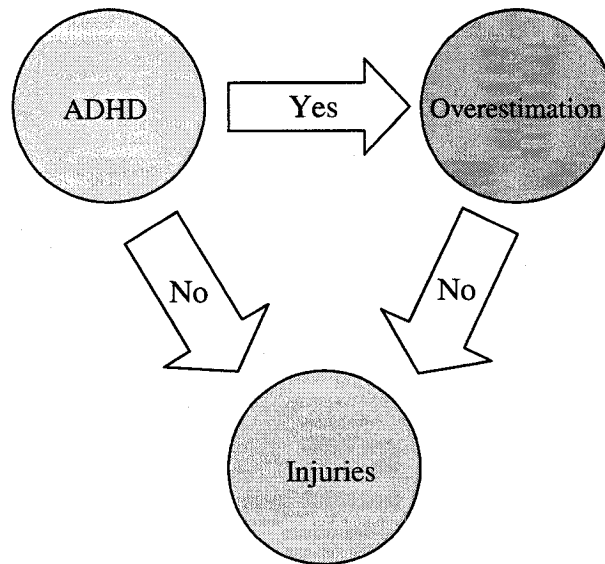 ADHD
Yes
Overestimation
No
No
Injuries